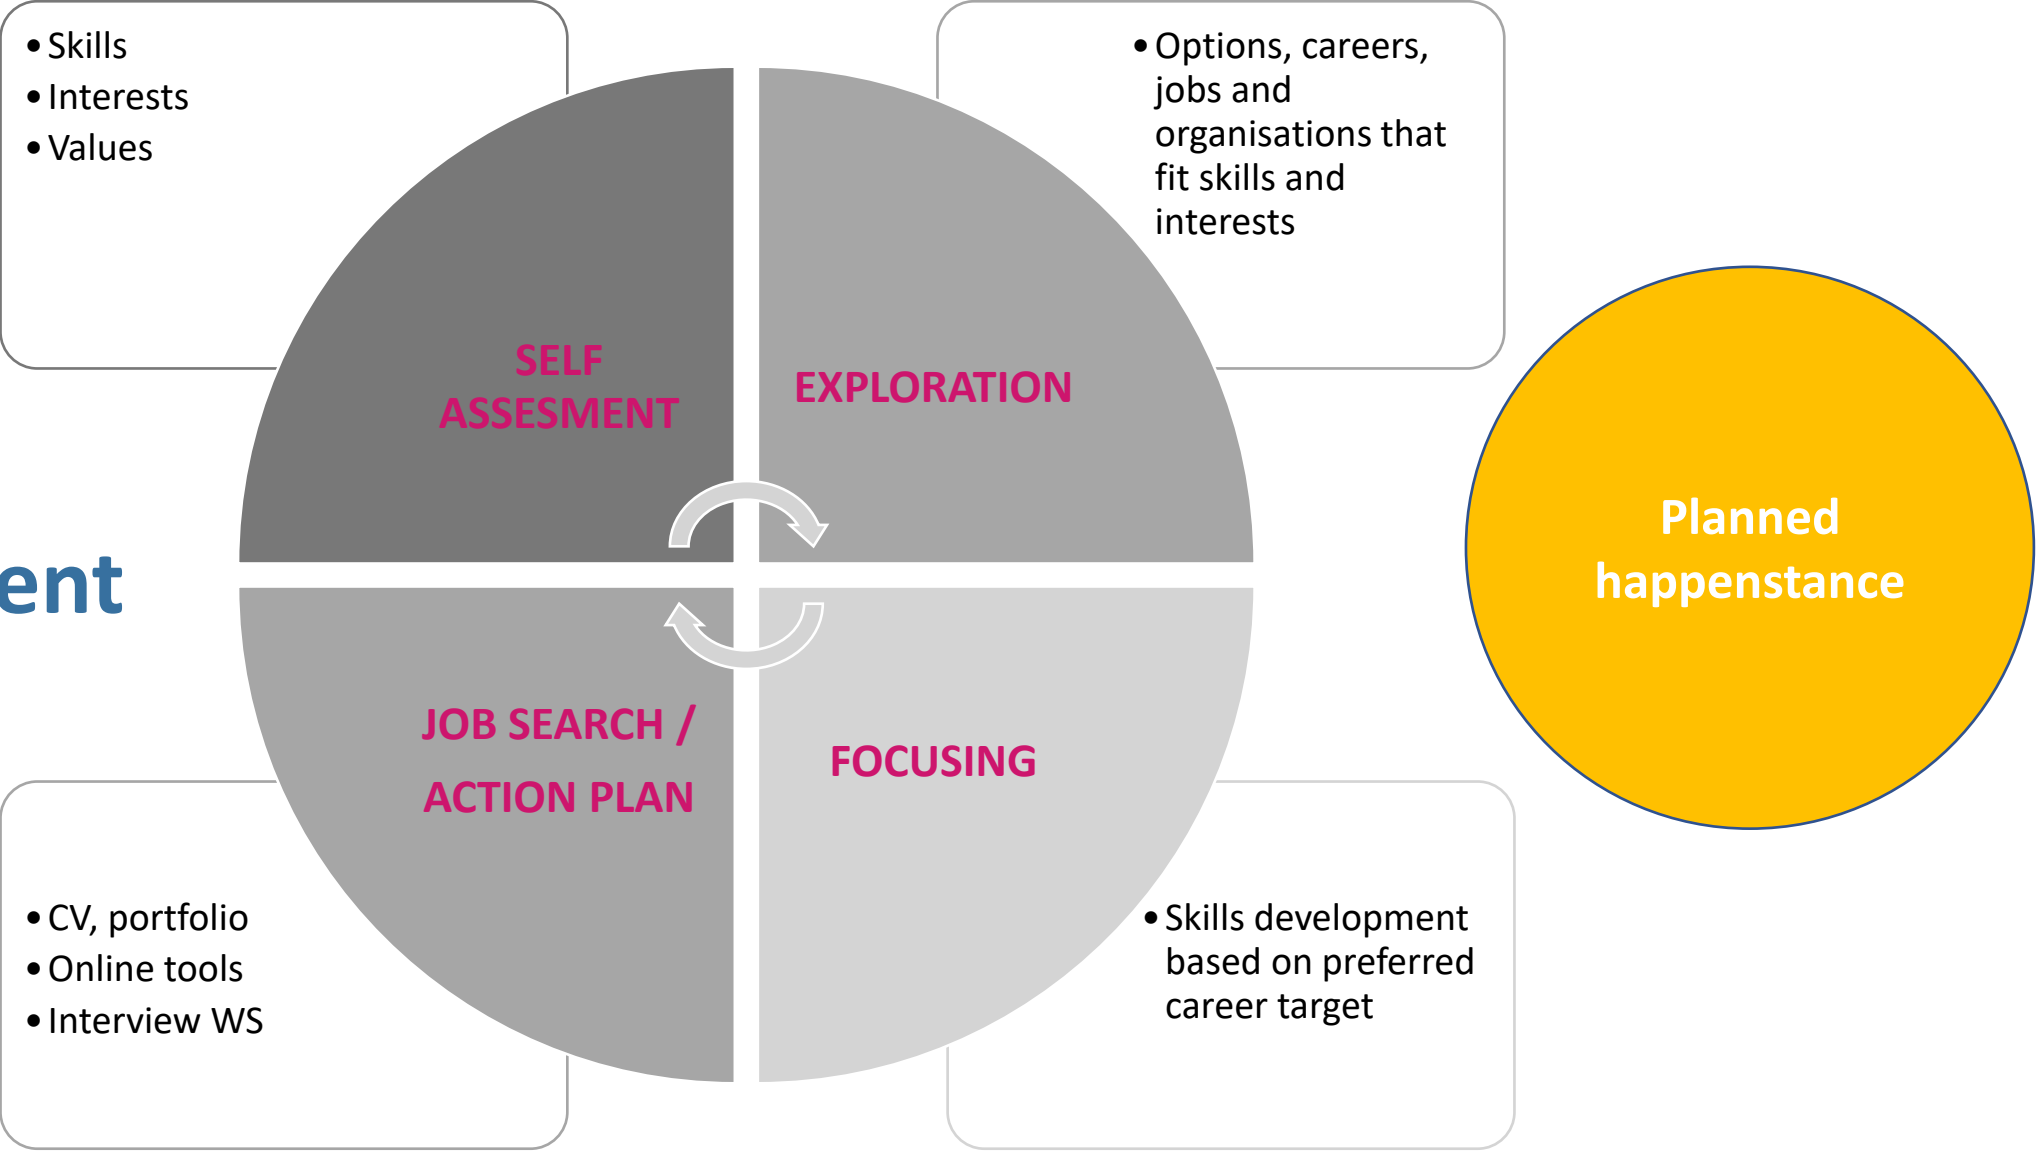 • Skills
• Interests
• Values
• Options, careers,
jobs and
organisations that
fit skills and
interests
SELF
ASSESMENT
EXPLORATION
Planned
happenstance
ent
JOB SEARCH /
ACTION PLAN
FOCUSING
• CV, portfolio
• Online tools
• Interview WS
• Skills development
based on preferred
career target